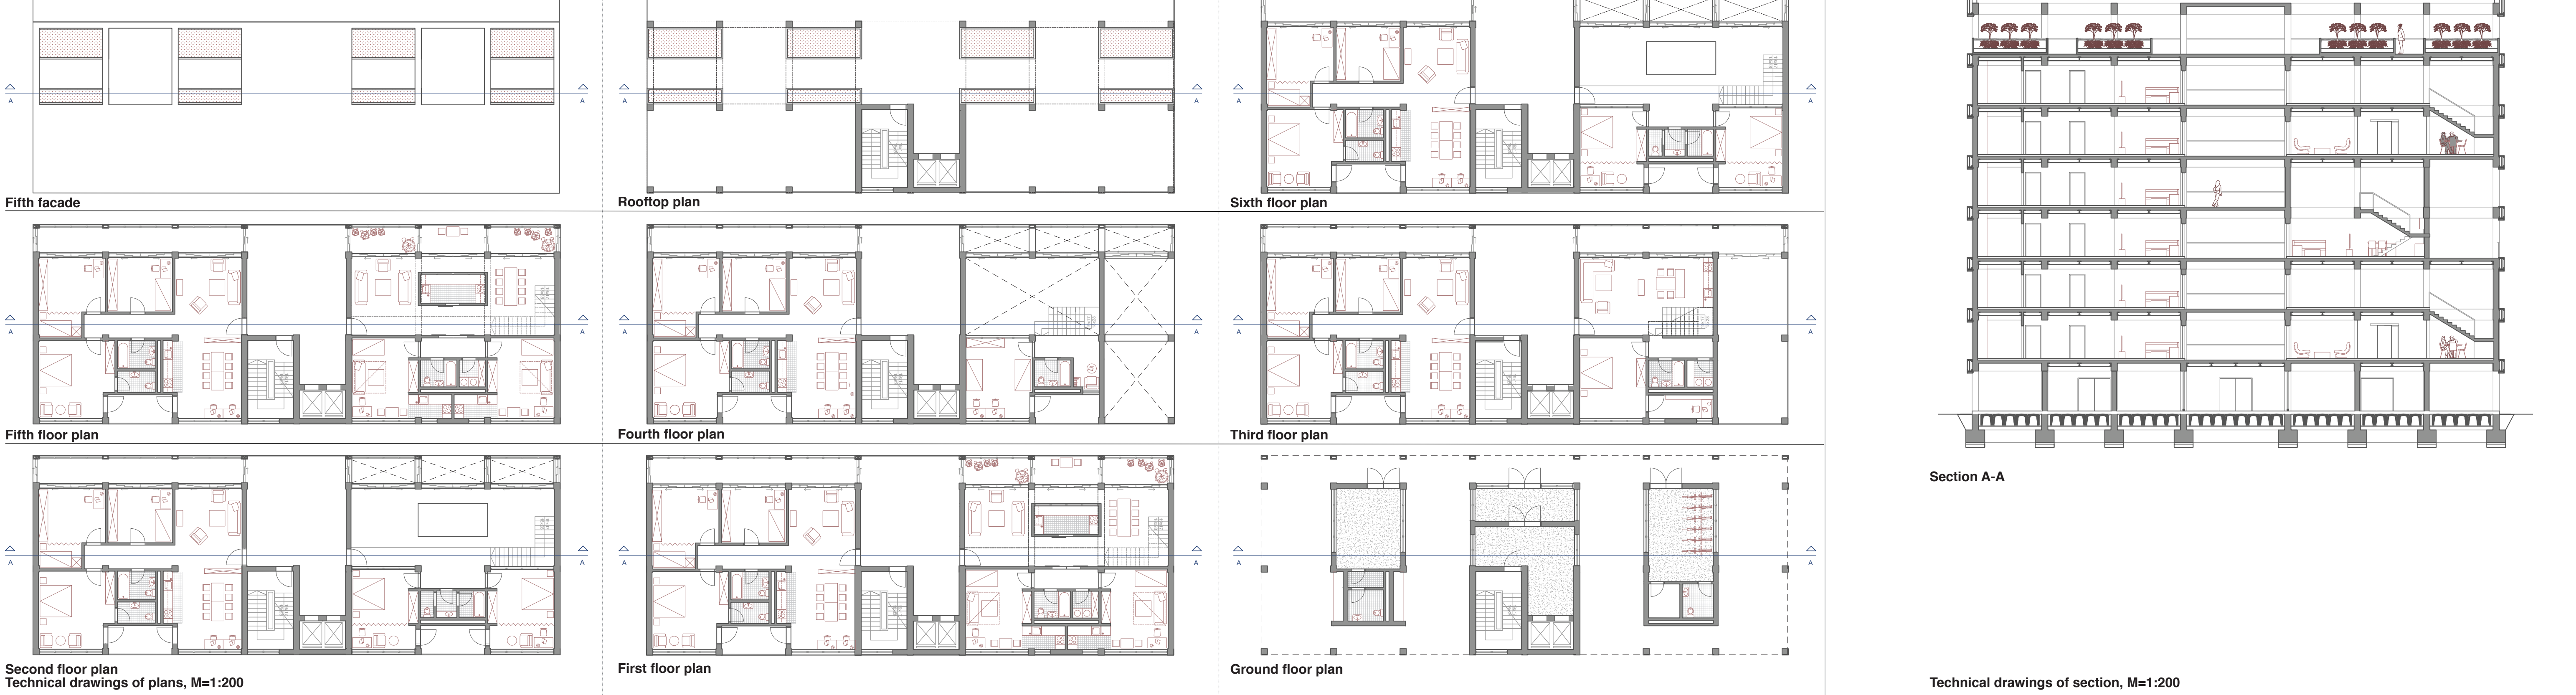 A A
Fifth facade
A A
Rooftop plan
A A
Sixth floor plan
A A
Fifth floor plan
A A
Fourth floor plan
A A
Third floor plan
A A
Second floor plan
Technical drawings of plans, M=1:200
A A
First floor plan
A A
Ground floor plan
Section A-A
Technical drawings of section, M=1:200